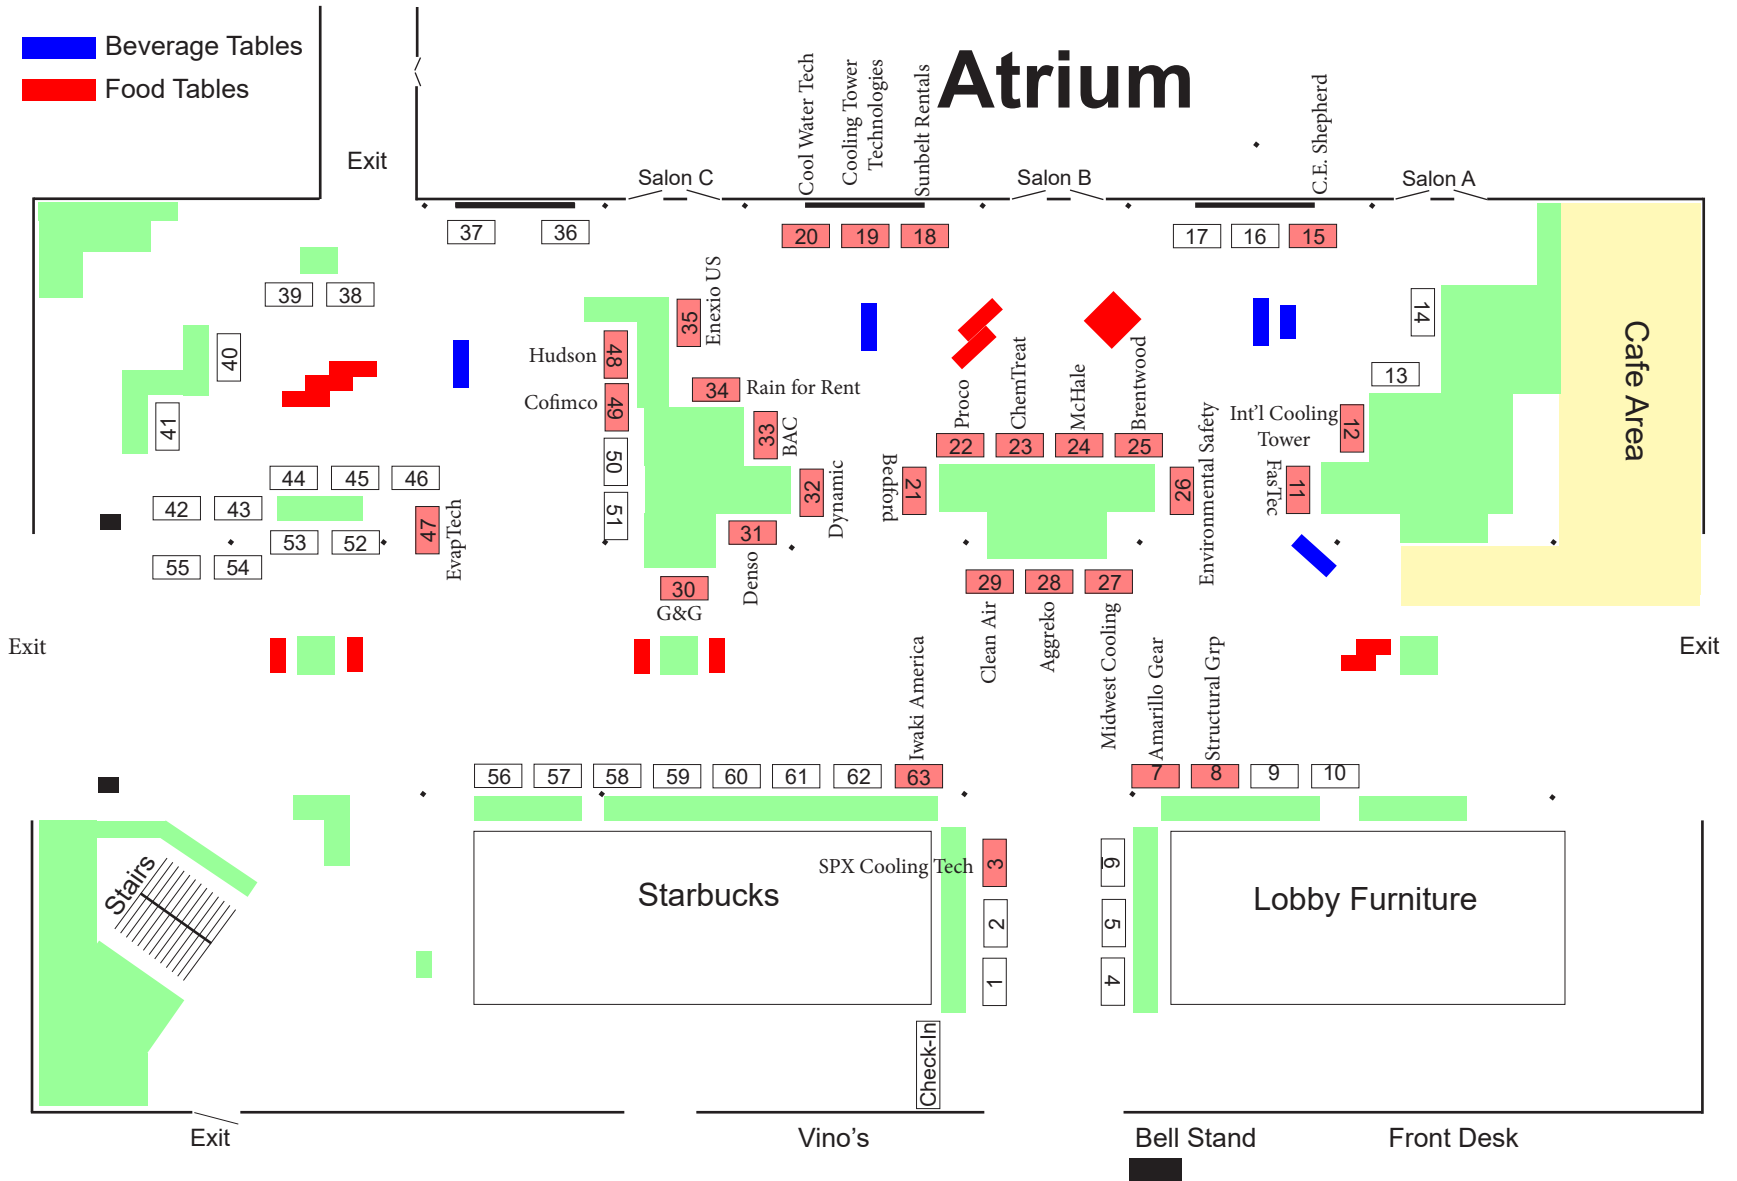 Beverage Tables
Food Tables
Atrium
Exit
Cool Water Tech
Cooling Tower
Technologies
Sunbelt Rentals
C.E. Shepherd
Salon C
Salon B
Salon A
37
36
20
19
18
17
16
15
39
38
35
Enexio US
14
40
Hudson
48
34
Rain for Rent
13
Cafe Area
Cofimco
49
Proco
ChemTreat
McHale
Brentwood
41
33
BAC
22
23
24
25
Environmental Safety
Int'l Cooling
Tower
12
44
45
46
50
32
Dynamic
Bedford
21
26
FasTec
11
42
43
47
EvapTech
51
31
Denso
53
52
55
54
30
G&G
29
28
27
Clean Air
Aggreko
Midwest Cooling
Exit
Exit
Iwaki America
Amarillo Gear
Structural Grp
56
57
58
59
60
61
62
63
7
8
9
10
Stairs
Starbucks
SPX Cooling Tech
3
6
Lobby Furniture
2
5
1
4
Check-In
Exit
Vino's
Bell Stand
Front Desk